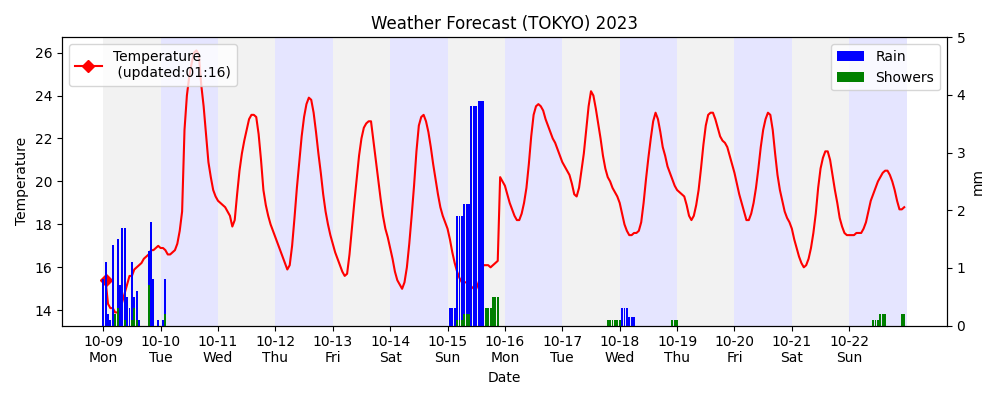 Weather Forecast (TOKYO) 2023
Temperature
(updated:01:16)
Rain
Showers
Temperature
26
24
22
20
18
16
14
5
4
3
2
1
0
mm
10-09 10-10 10-11 10-12 10-13 10-14 10-15 10-16 10-17 10-18 10-19 10-20 10-21 10-22
Mon Tue Wed Thu Fri Sat Sun Mon Tue Wed Thu Fri Sat Sun
Date